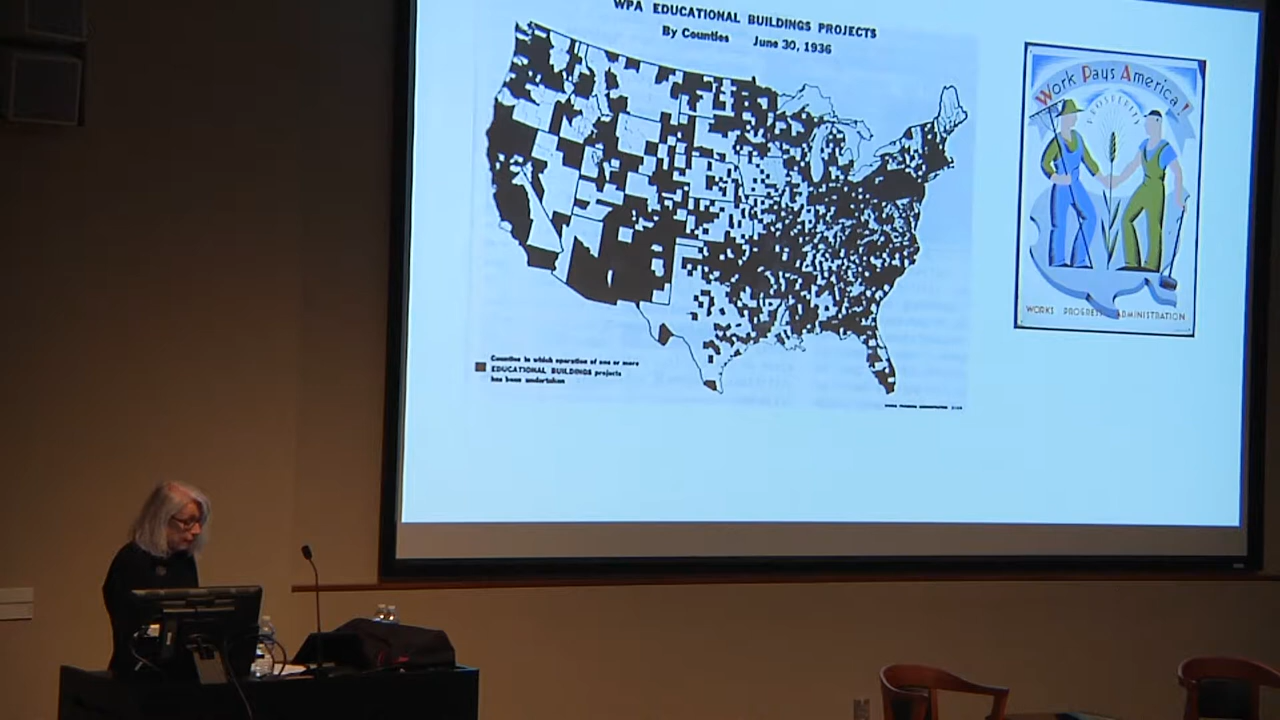 WPA EDUCATIONAL BUILDINGS PROJECTS
By Counties June 30, 1936
Counties in which operation of one or more
EDUCATIONAL BUILDINGS projects
has been undertaken
Work Pays America!
PROSPERITY
WORKS PROGRESS ADMINISTRATION